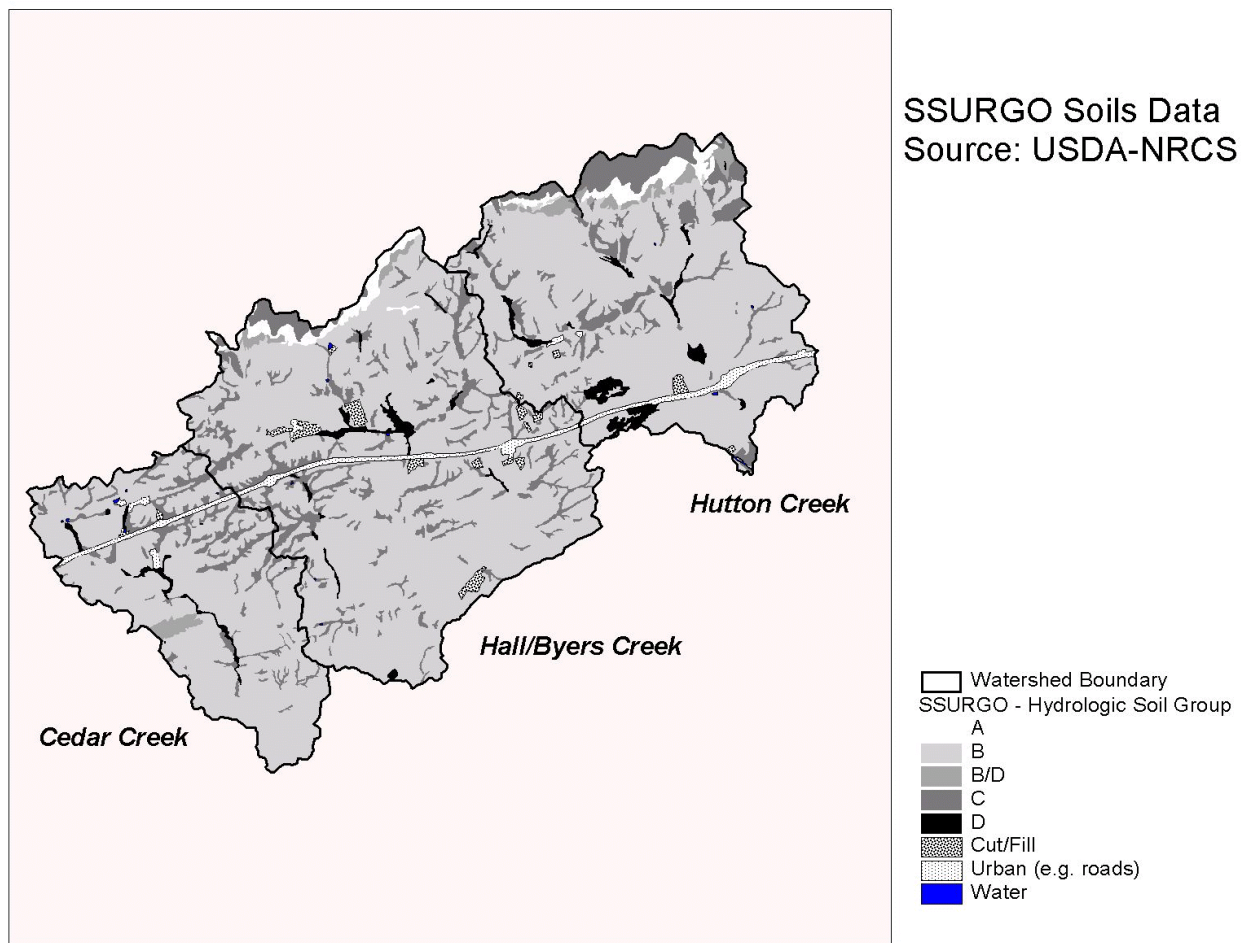 SSURGO Soils Data
Source: USDA-NRCS
Hutton Creek
Hall/Byers Creek
Cedar Creek
Watershed Boundary
SSURGO - Hydrologic Soil Group
A
B
B/D
C
D
Cut/Fill
Urban (e.g. roads)
Water